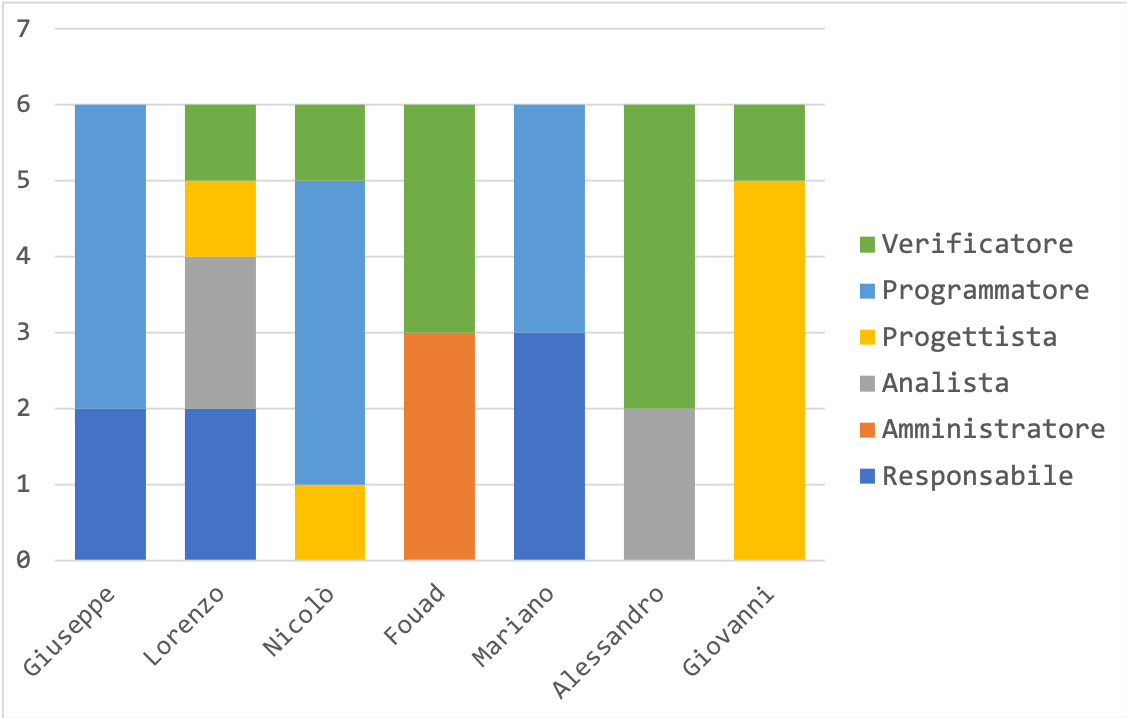 7
6
5
4
3
2
1
0
Giuseppe
Lorenzo
Nicolò
Fouad
Mariano
Alessandro
Giovanni
Verificatore
Programmatore
Progettista
Analista
Amministratore
Responsabile